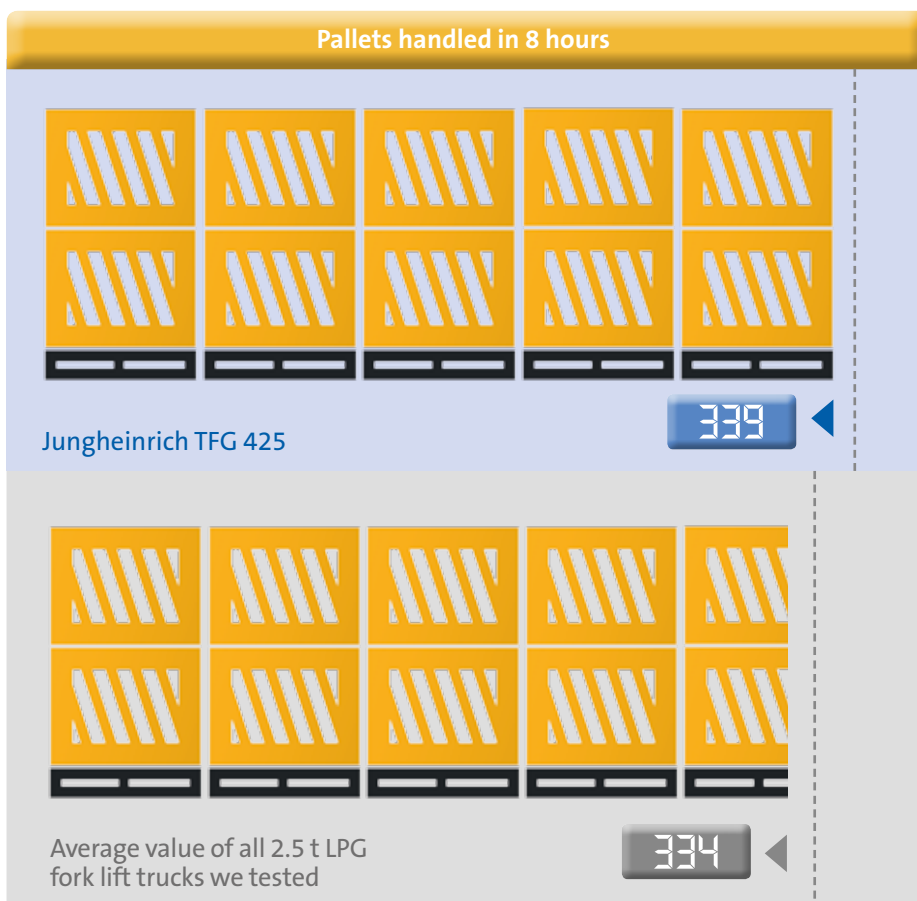 Pallets handled in 8 hours
339
Jungheinrich TFG 425
334
Average value of all 2.5 t LPG
fork lift trucks we tested